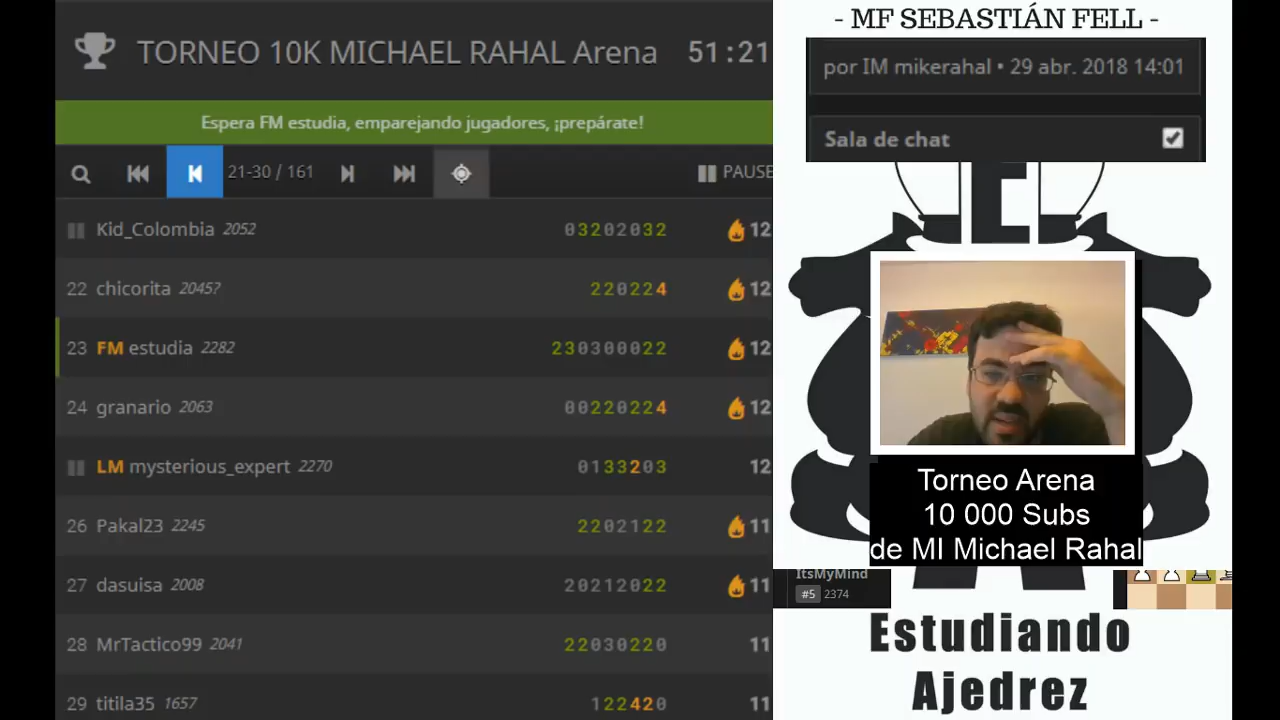 - MF SEBASTIÁN FELL -
TORNEO 10K MICHAEL RAHAL Arena 51:21
por IM mikerahal • 29 abr. 2018 14:01
Espera FM estudia, emparejando jugadores, ¡prepárate!
Sala de chat
21-30 / 161 PAUSE
Kid_Colombia 2052 03202032 12
22 chicorita 2045? 220224 12
23 FM estudia 2282 230300022 12
24 granario 2063 00220224 12
LM mysterious_expert 2270 0133203 12
26 Pakal23 2245 2202122 11
27 dasuisa 2008 20212022 11
28 MrTactico99 2041 22030220 11
29 titila35 1657 122420 11
Torneo Arena
10 000 Subs
de MI Michael Rahal
ItsMyMind
#5 2374
Estudiando
Ajedrez